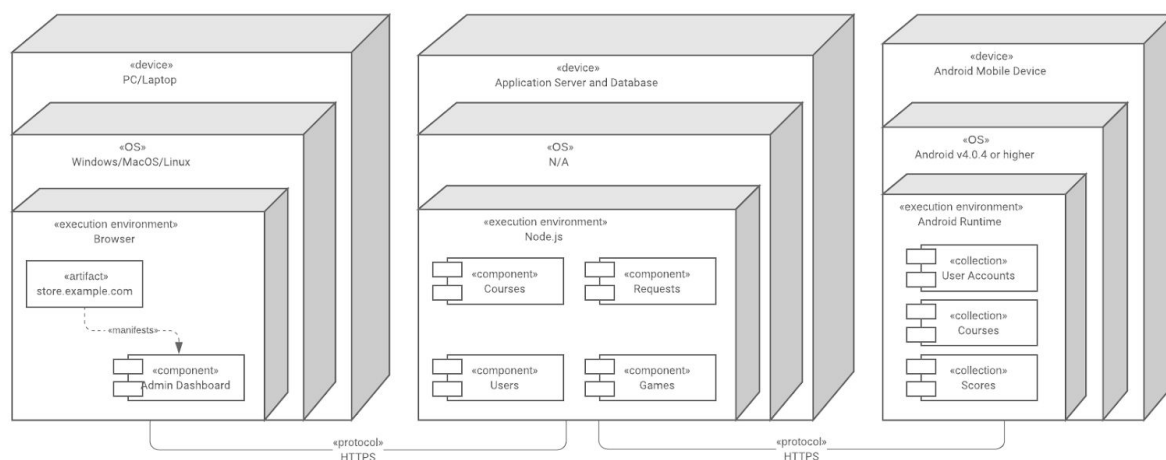 «device»
PC/Laptop
«OS»
Windows/MacOS/Linux
«execution environment»
Browser
«artifact»
store.example.com
«manifests»
«component»
Admin Dashboard
«device»
Application Server and Database
«OS»
N/A
«execution environment»
Node.js
«component»
Courses
«component»
Requests
«component»
Users
«component»
Games
«device»
Android Mobile Device
«OS»
Android v4.0.4 or higher
«execution environment»
Android Runtime
«collection»
User Accounts
«collection»
Courses
«collection»
Scores
«protocol»
HTTPS
«protocol»
HTTPS